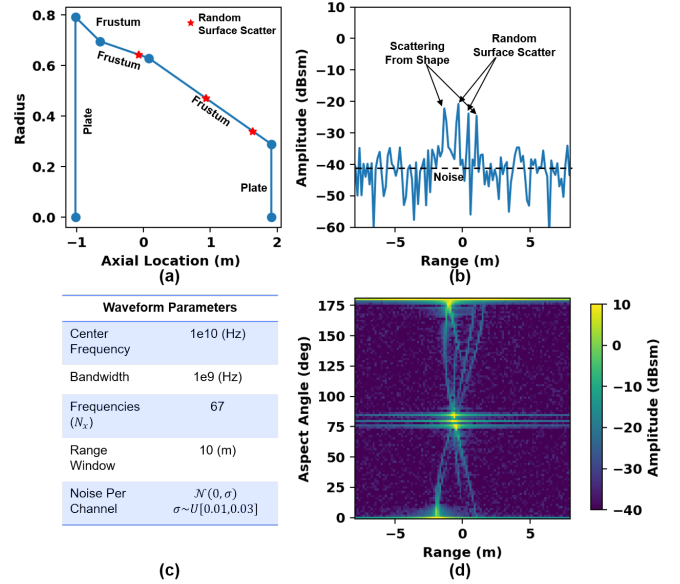 Frustum
Random
Surface Scatter
Frustum
Frustum
Plate
Plate
0.8
0.6
0.4
0.2
0.0
Radius
−1
0
1
2
Axial Location (m)
(a)
10
0
−10
−20
−30
−40
−50
−60
Amplitude (dBsm)
Scattering
From Shape
Random
Surface Scatter
Noise
−5
0
5
Range (m)
(b)
Waveform Parameters
Center
Frequency
1e10 (Hz)
Bandwidth
1e9 (Hz)
Frequencies
(Nₓ)
67
Range
Window
10 (m)
Noise Per
Channel
𝒩(0, σ)
σ~U[0.01,0.03]
(c)
175
150
125
100
75
50
25
0
Aspect Angle (deg)
−5
0
5
Range (m)
10
0
−10
−20
−30
−40
Amplitude (dBsm)
(d)